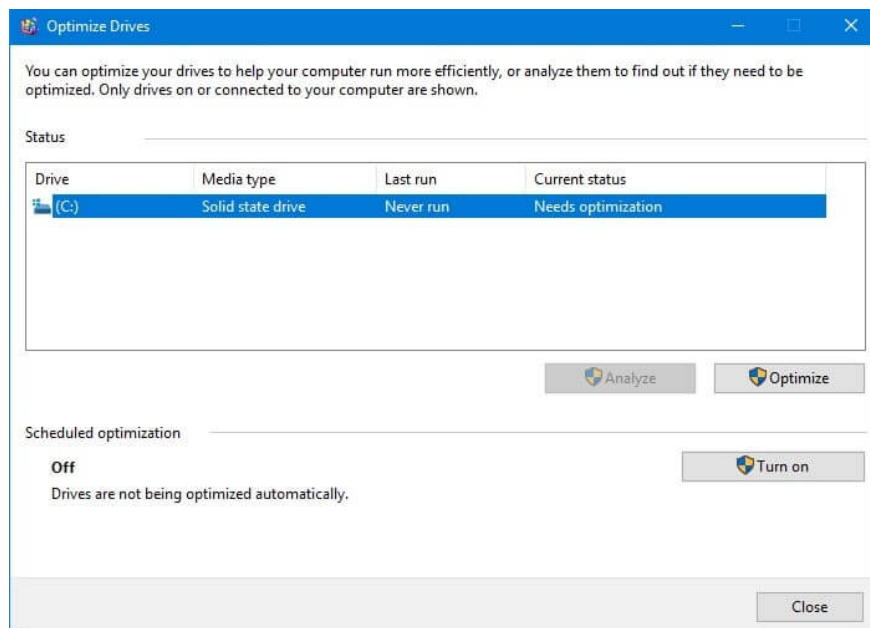 Optimize Drives
You can optimize your drives to help your computer run more efficiently, or analyze them to find out if they need to be
optimized. Only drives on or connected to your computer are shown.
Status
Drive Media type Last run Current status
(C:) Solid state drive Never run Needs optimization
Analyze Optimize
Scheduled optimization
Off Turn on
Drives are not being optimized automatically.
Close